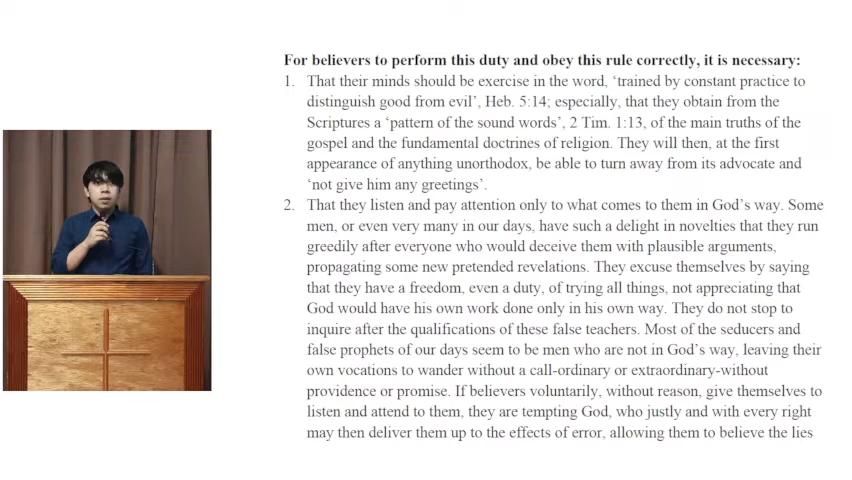 For believers to perform this duty and obey this rule correctly, it is necessary:
1. That their minds should be exercise in the word, ‘trained by constant practice to
distinguish good from evil’, Heb. 5:14; especially, that they obtain from the
Scriptures a ‘pattern of the sound words’, 2 Tim. 1:13, of the main truths of the
gospel and the fundamental doctrines of religion. They will then, at the first
appearance of anything unorthodox, be able to turn away from its advocate and
‘not give him any greetings’.
2. That they listen and pay attention only to what comes to them in God’s way. Some
men, or even very many in our days, have such a delight in novelties that they run
greedily after everyone who would deceive them with plausible arguments,
propagating some new pretended revelations. They excuse themselves by saying
that they have a freedom, even a duty, of trying all things, not appreciating that
God would have his own work done only in his own way. They do not stop to
inquire after the qualifications of these false teachers. Most of the seducers and
false prophets of our days seem to be men who are not in God’s way, leaving their
own vocations to wander without a call-ordinary or extraordinary-without
providence or promise. If believers voluntarily, without reason, give themselves to
listen and attend to them, they are tempting God, who justly and with every right
may then deliver them up to the effects of error, allowing them to believe the lies